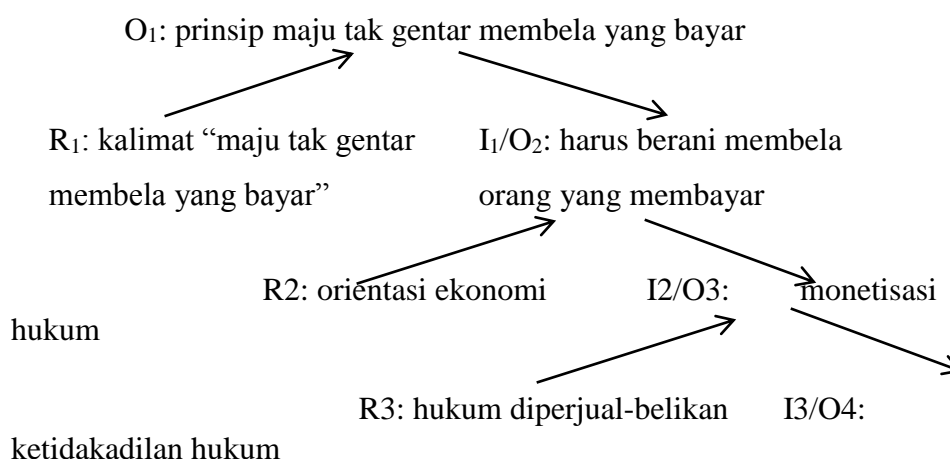 O₁: prinsip maju tak gentar membela yang bayar
R₁: kalimat “maju tak gentar I₁/O₂: harus berani membela
membela yang bayar” orang yang membayar
R2: orientasi ekonomi I2/O3: monetisasi
hukum
R3: hukum diperjual-belikan I3/O4:
ketidakadilan hukum